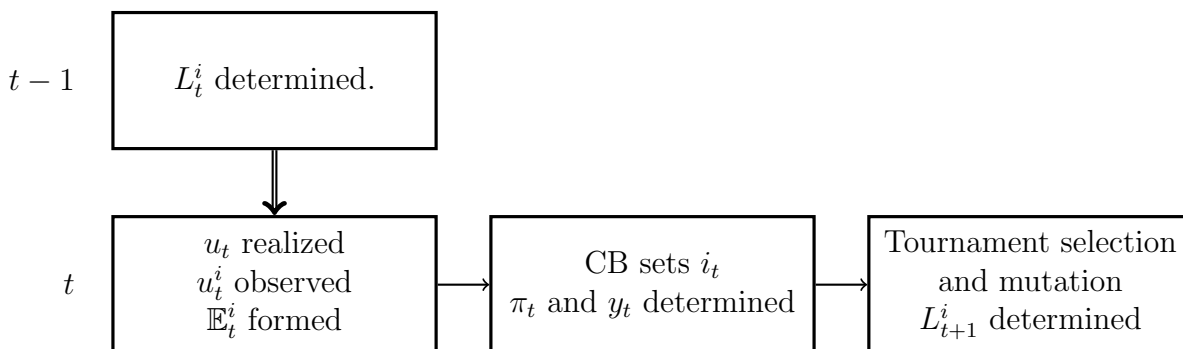 t − 1
L_t^i determined.
t
u_t realized
u_t^i observed
𝔼_t^i formed
CB sets i_t
π_t and y_t determined
Tournament selection
and mutation
L_{t+1}^i determined